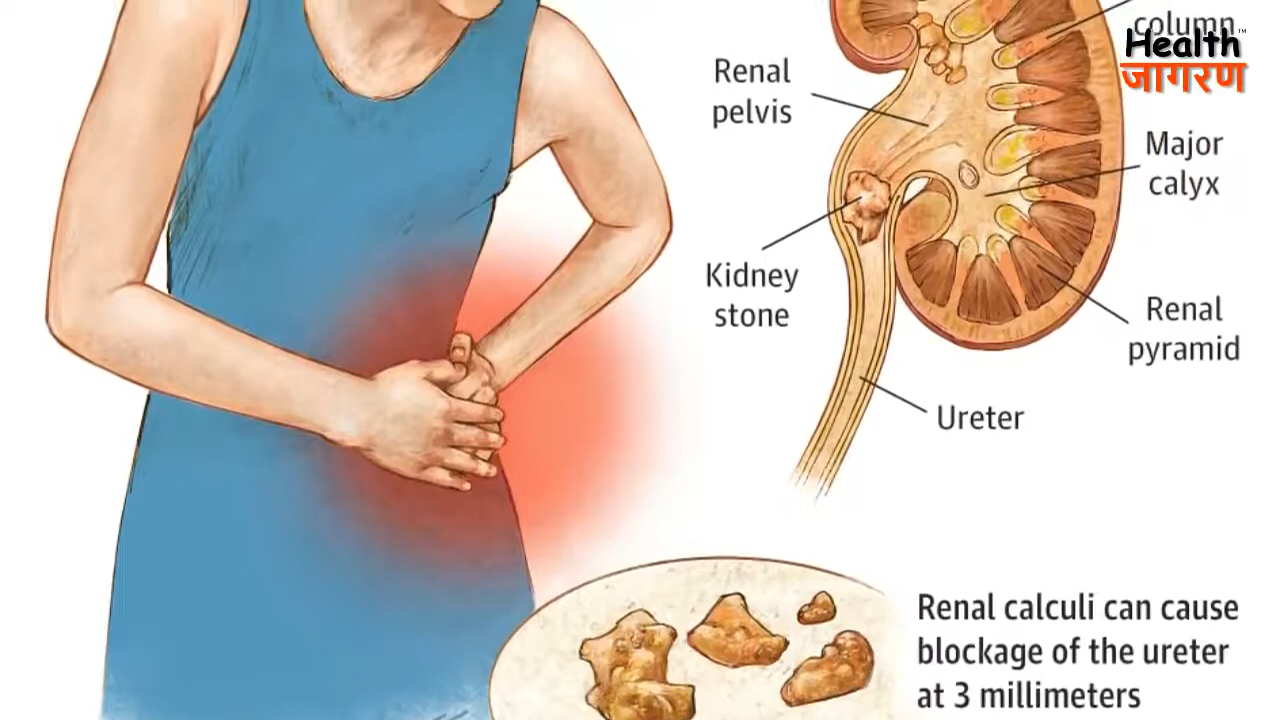 column
Health™
जागरण
Renal
pelvis
Major
calyx
Kidney
stone
Renal
pyramid
Ureter
Renal calculi can cause
blockage of the ureter
at 3 millimeters